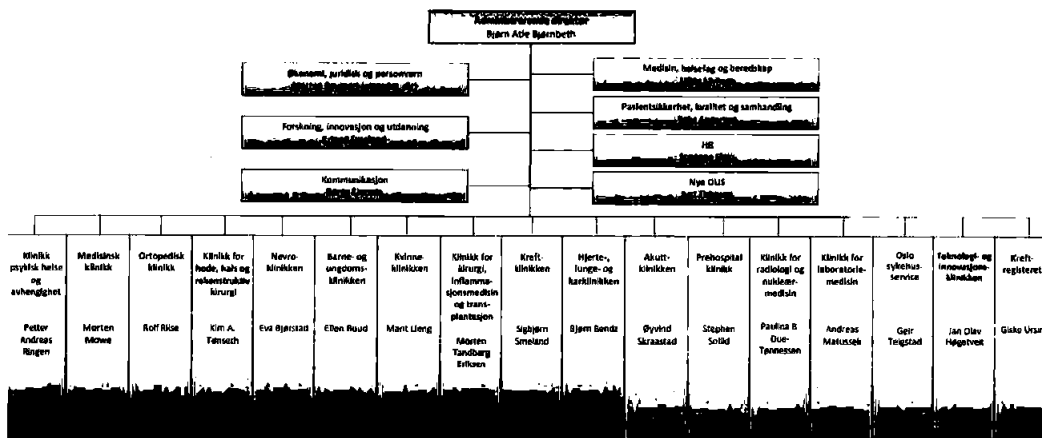 Administrerende direktør
Bjørn Atle Bjørnbeth
Økonomi, juridisk og personvern
Medisin, helsefag og beredskap
Pasientsikkerhet, kvalitet og samhandling
Forskning, innovasjon og utdanning
HR
Kommunikasjon
Nye OUS
Klinikk
psykisk helse
og
avhengighet
Petter
Andreas
Ringen
Medisinsk
klinikk
Morten
Mowe
Ortopedisk
klinikk
Rolf Riise
Klinikk for
hode, hals og
rekonstruktiv
kirurgi
Kim A.
Tønseth
Nevro-
klinikken
Eva Bjørstad
Barne- og
ungdoms-
klinikken
Ellen Ruud
Kvinne-
klinikken
Marit Lieng
Klinikk for
kirurgi,
inflamma-
sjonsmedisin
og trans-
plantasjon
Morten
Tandberg
Eriksen
Kreft-
klinikken
Sigbjørn
Smeland
Hjerte-,
lunge- og
karklinikken
Bjørn Bendz
Akutt-
klinikken
Øyvind
Skraastad
Prehospital
klinikk
Stephen
Sollid
Klinikk for
radiologi og
nukleær-
medisin
Paulina
Due-
Tønnessen
Klinikk for
laboratorie-
medisin
Andreas
Matussek
Oslo
sykehus-
service
Geir
Teigstad
Teknologi- og
innovasjons-
klinikken
Jan Olav
Høgetveit
Kreft-
registeret
Giske Ursin